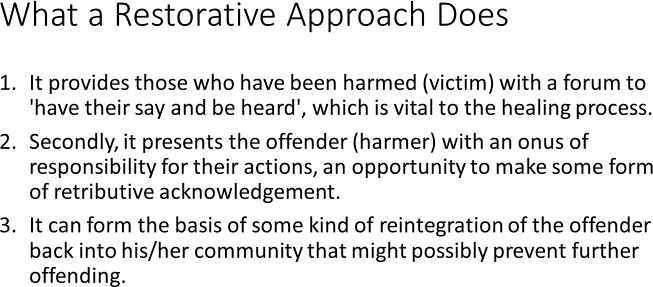 What a Restorative Approach Does
1. It provides those who have been harmed (victim) with a forum to
'have their say and be heard', which is vital to the healing process.
2. Secondly, it presents the offender (harmer) with an onus of
responsibility for their actions, an opportunity to make some form
of retributive acknowledgement.
3. It can form the basis of some kind of reintegration of the offender
back into his/her community that might possibly prevent further
offending.